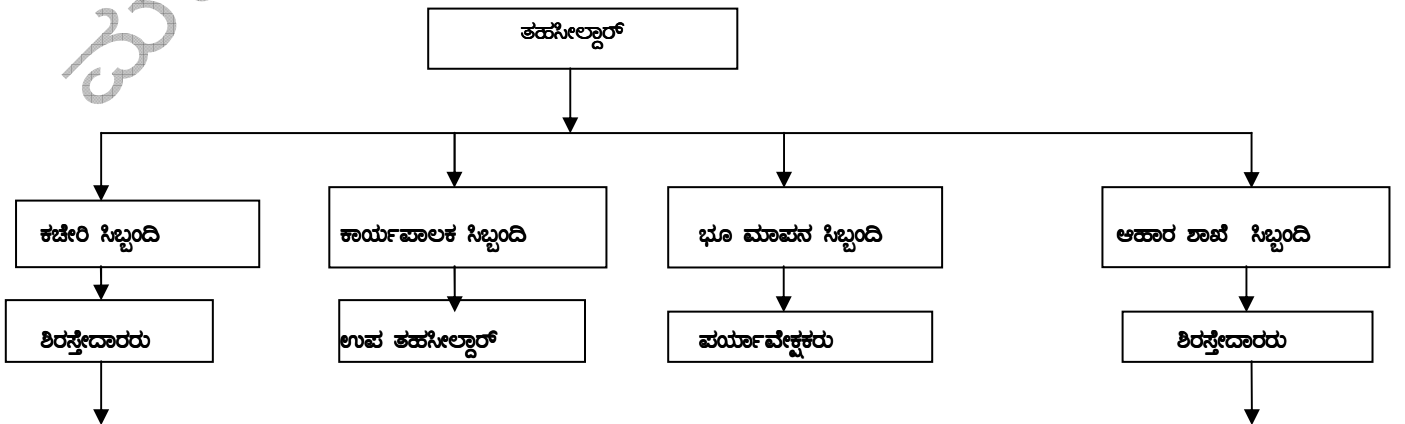 ತಹಸೀಲ್ದಾರ್
ಕಚೇರಿ ಸಿಬ್ಬಂದಿ
ಕಾರ್ಯಪಾಲಕ ಸಿಬ್ಬಂದಿ
ಭೂ ಮಾಪನ ಸಿಬ್ಬಂದಿ
ಆಹಾರ ಶಾಖೆ ಸಿಬ್ಬಂದಿ
ಶಿರಸ್ತೇದಾರರು
ಉಪ ತಹಸೀಲ್ದಾರ್
ಪರ್ಯಾವೇಕ್ಷಕರು
ಶಿರಸ್ತೇದಾರರು